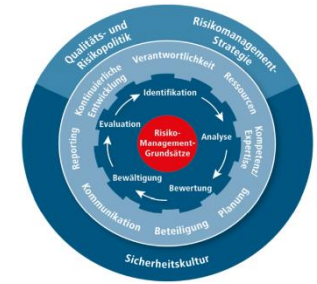 Qualitäts- und
Risikopolitik
Risikomanagement-
Strategie
Kontinuierliche
Entwicklung
Verantwortlichkeit
Ressourcen
Kompetenz/
Expertise
Planung
Beteiligung
Kommunikation
Reporting
Identifikation
Analyse
Bewertung
Bewältigung
Evaluation
Risiko-
Management-
Grundsätze
Sicherheitskultur